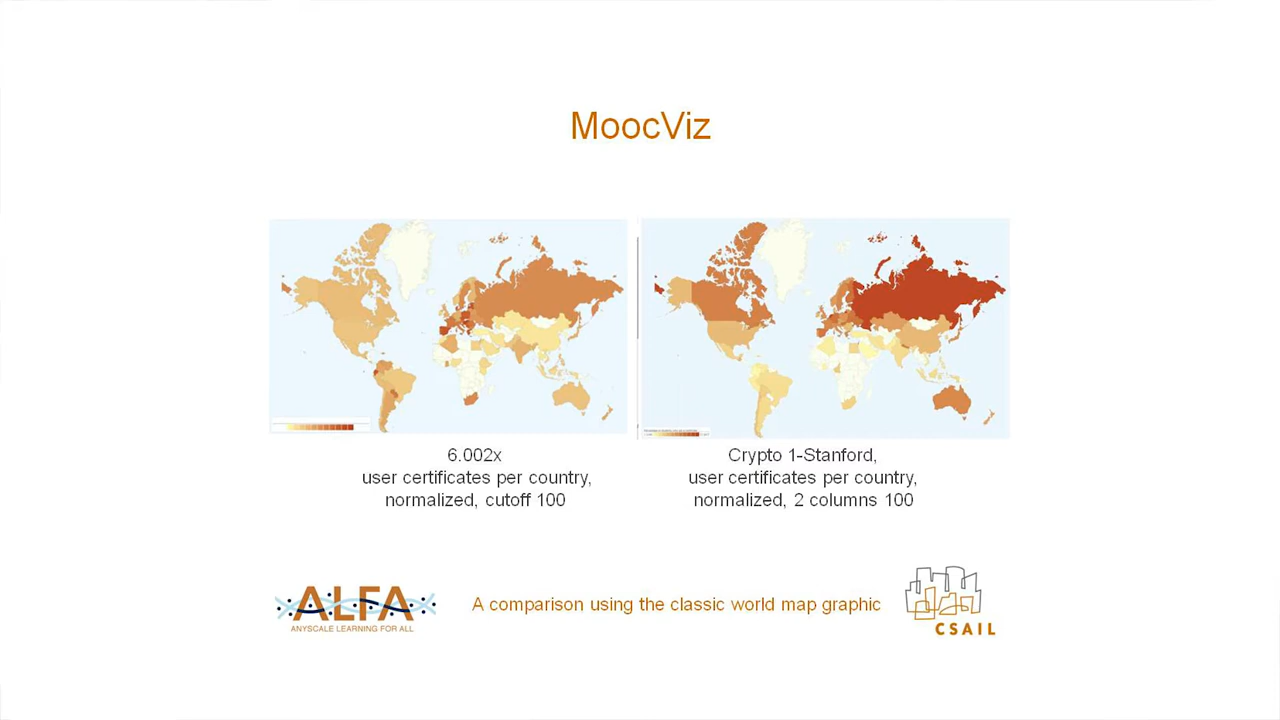 MoocViz
6.002x
user certificates per country,
normalized, cutoff 100
Crypto 1-Stanford,
user certificates per country,
normalized, 2 columns 100
ALFA
ANYSCALE LEARNING FOR ALL
A comparison using the classic world map graphic
CSAIL